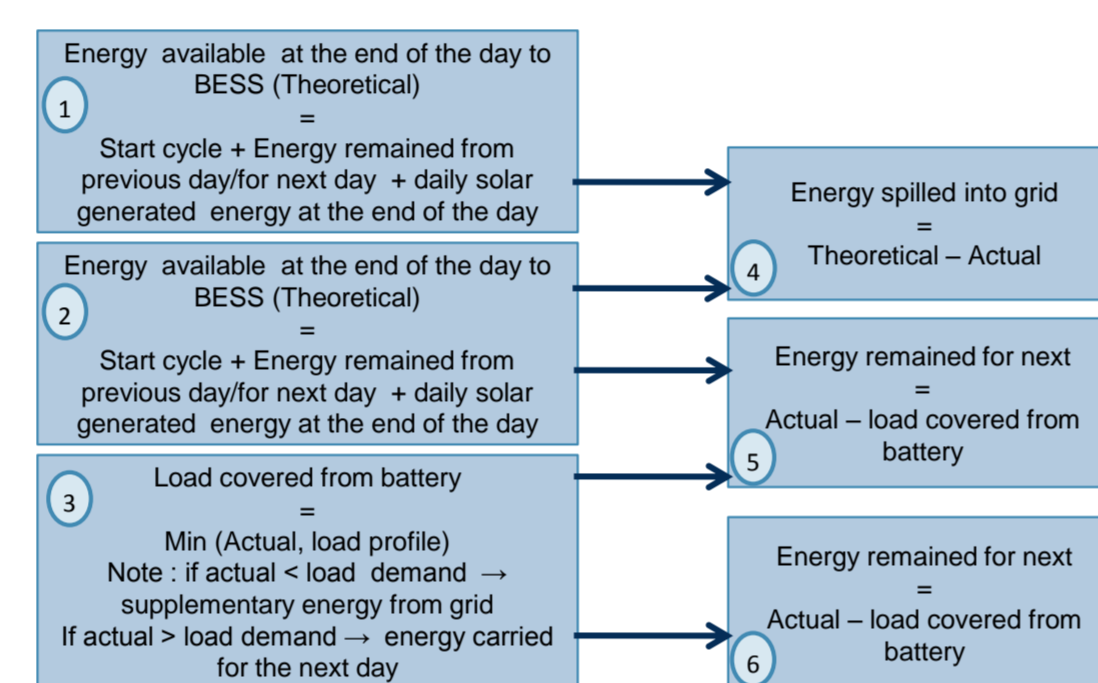 Energy available at the end of the day to
BESS (Theoretical)
1
=
Start cycle + Energy remained from
previous day/for next day + daily solar
generated energy at the end of the day
Energy available at the end of the day to
BESS (Theoretical)
2
=
Start cycle + Energy remained from
previous day/for next day + daily solar
generated energy at the end of the day
Load covered from battery
3
=
Min (Actual, load profile)
Note : if actual < load demand →
supplementary energy from grid
If actual > load demand → energy carried
for the next day
Energy spilled into grid
=
Theoretical – Actual
4
Energy remained for next
=
Actual – load covered from
battery
5
Energy remained for next
=
Actual – load covered from
battery
6